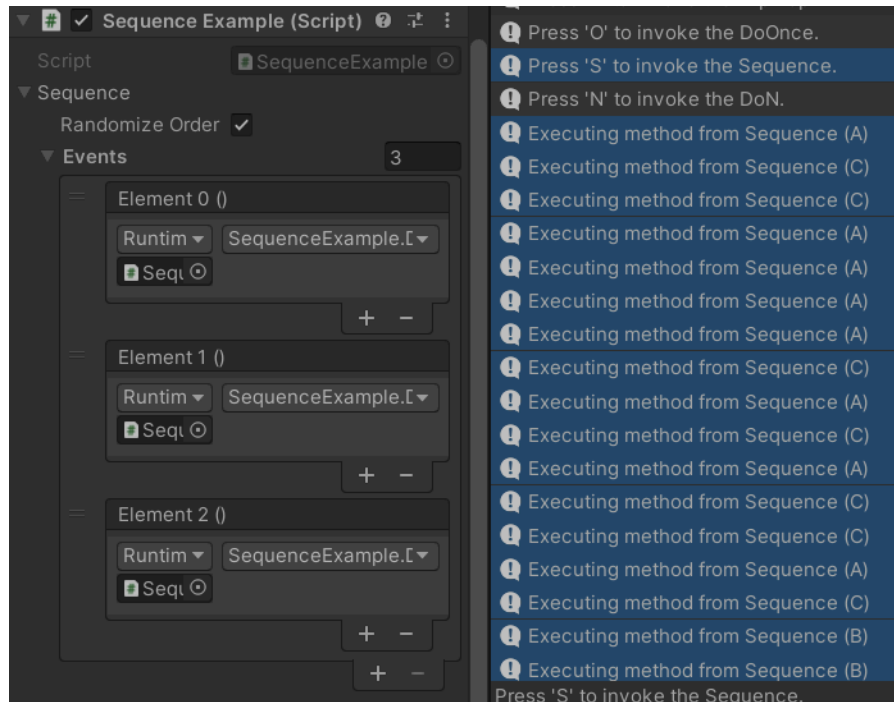 Sequence Example (Script)
Script
SequenceExample
Sequence
Randomize Order
Events
3
Element 0 ()
Runtim
SequenceExample.D
Sequ
Element 1 ()
Runtim
SequenceExample.D
Sequ
Element 2 ()
Runtim
SequenceExample.D
Sequ
Press 'O' to invoke the DoOnce.
Press 'S' to invoke the Sequence.
Press 'N' to invoke the DoN.
Executing method from Sequence (A)
Executing method from Sequence (C)
Executing method from Sequence (C)
Executing method from Sequence (A)
Executing method from Sequence (A)
Executing method from Sequence (A)
Executing method from Sequence (A)
Executing method from Sequence (C)
Executing method from Sequence (A)
Executing method from Sequence (C)
Executing method from Sequence (A)
Executing method from Sequence (C)
Executing method from Sequence (C)
Executing method from Sequence (A)
Executing method from Sequence (C)
Executing method from Sequence (B)
Executing method from Sequence (B)
Press 'S' to invoke the Sequence.